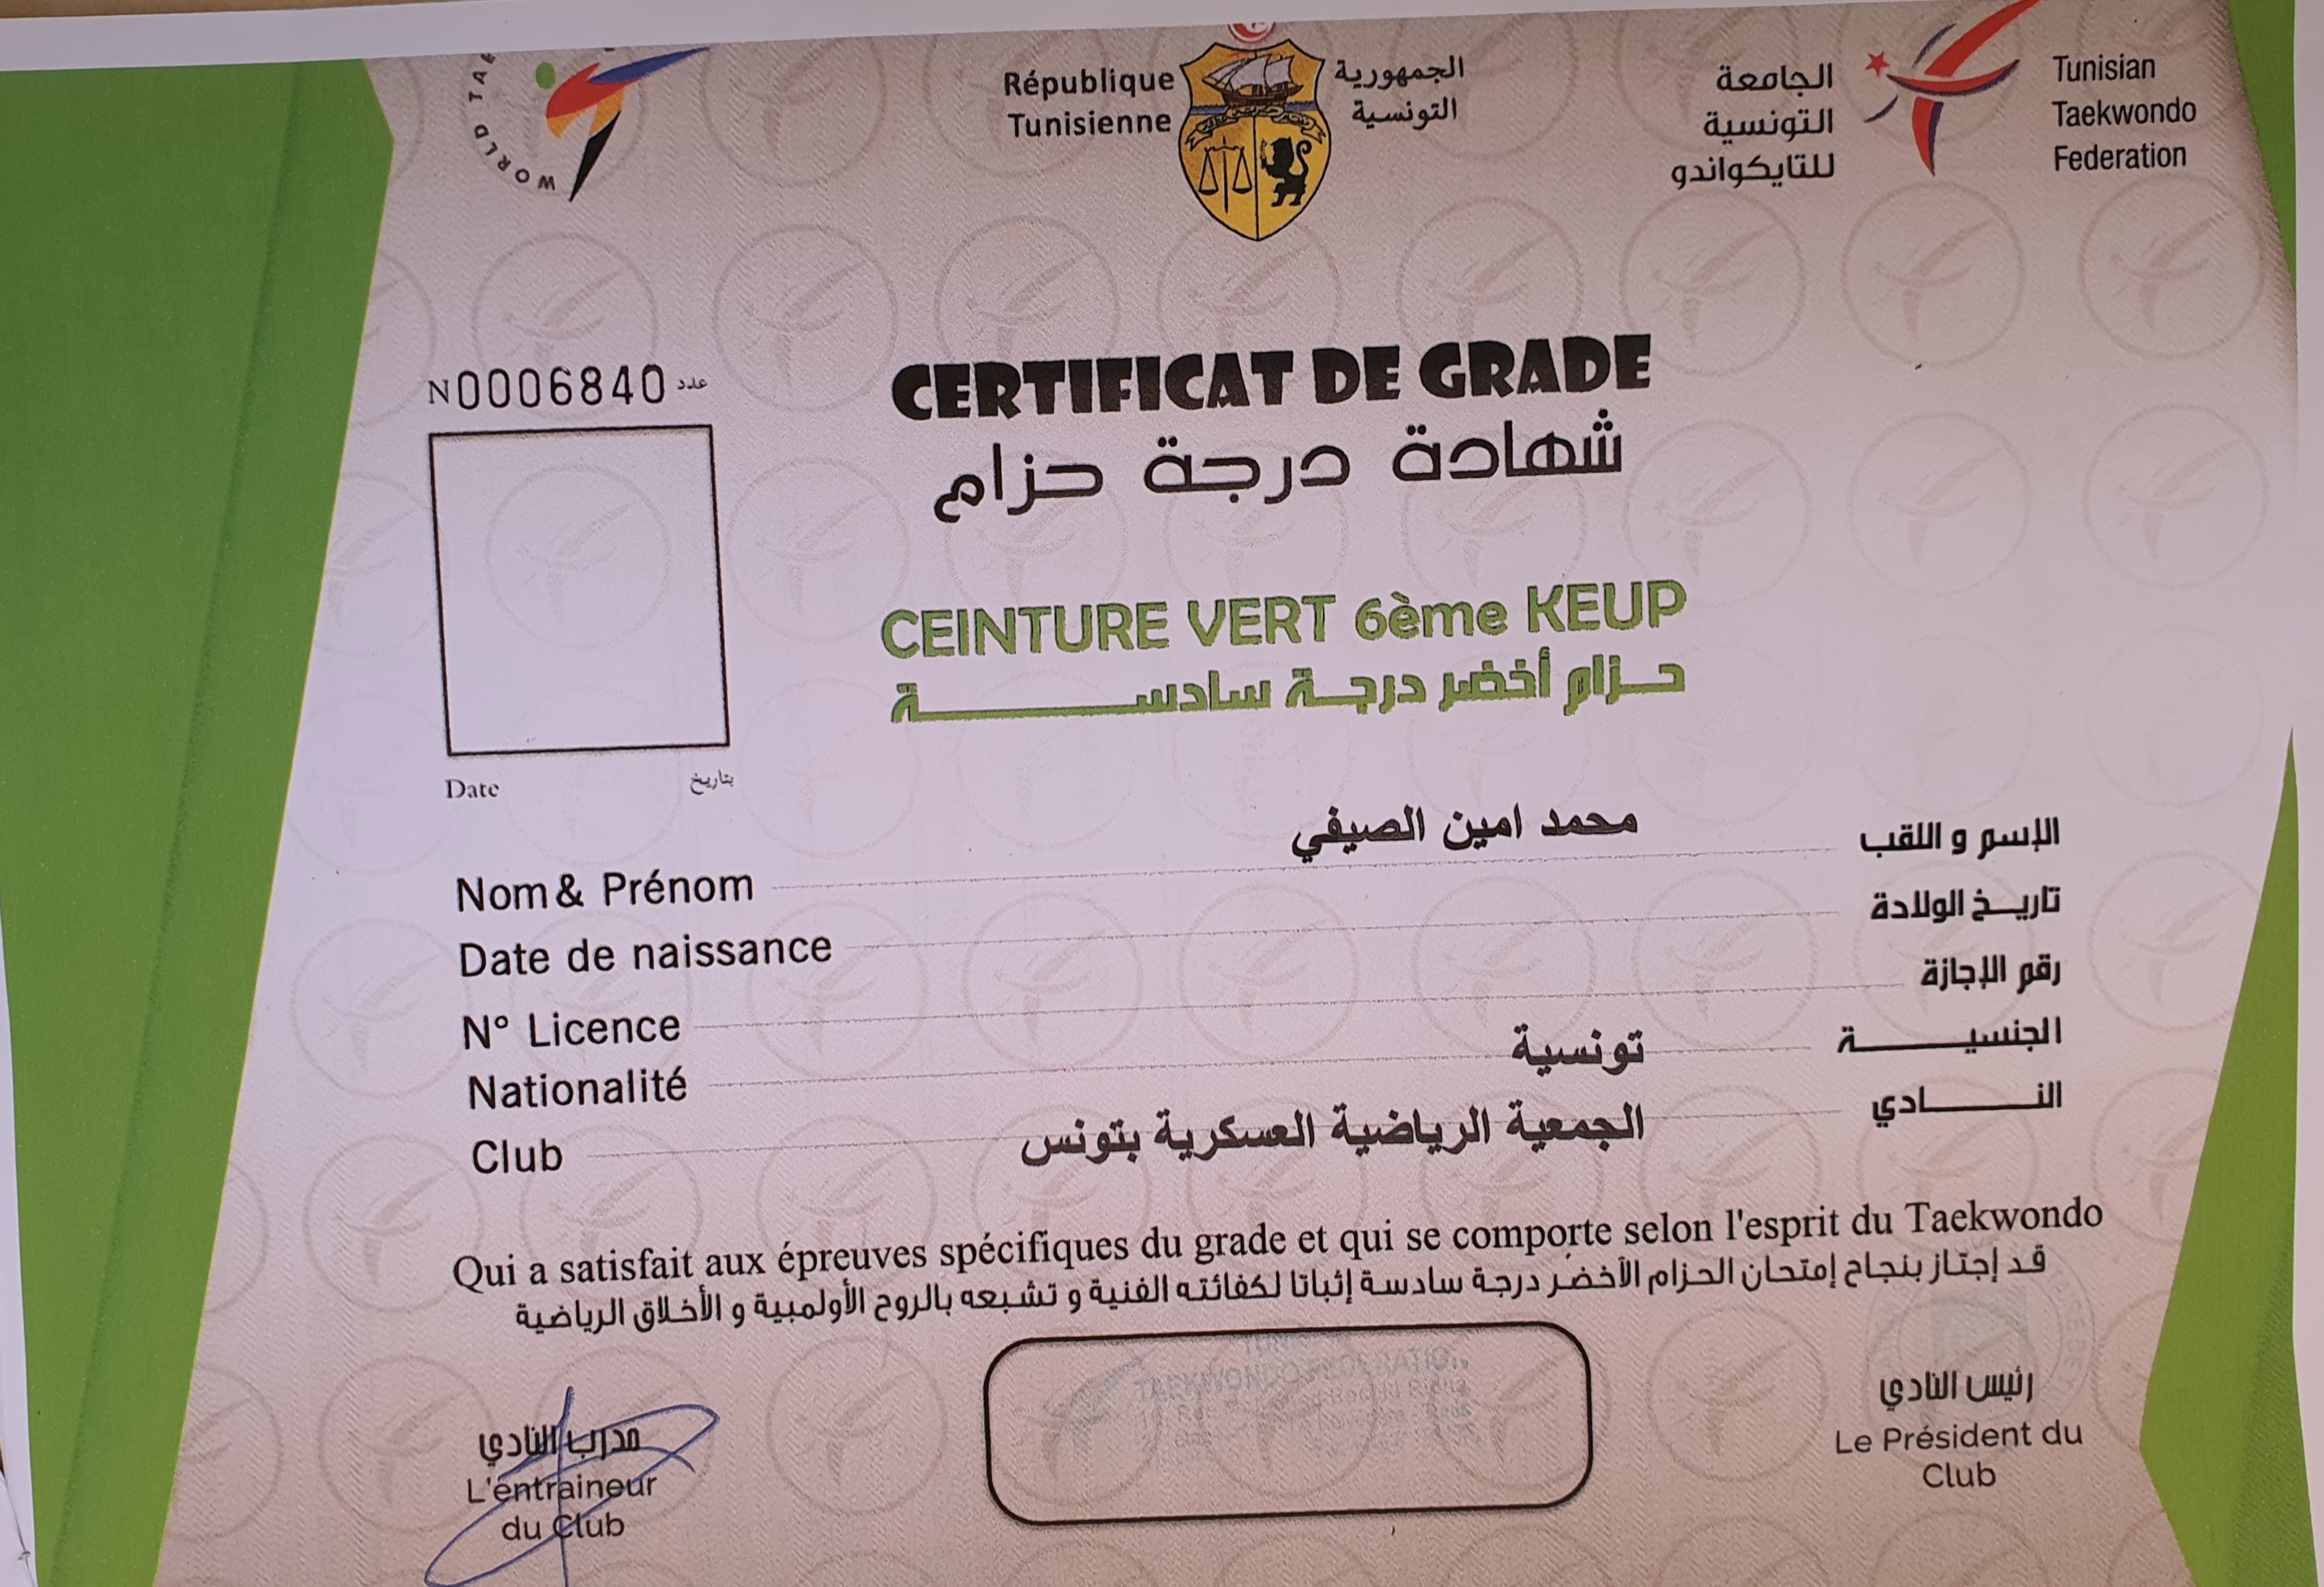 WORLD TAE
République
Tunisienne
الجمهورية
التونسية
الجامعة
التونسية
للتايكواندو
Tunisian
Taekwondo
Federation
N0006840 عدد
CERTIFICAT DE GRADE
شهادة درجة حزام
CEINTURE VERT 6ème KEUP
حزام أخضر درجة سادسة
Date بتاريخ
محمد امين الصيفي
Nom & Prénom الإسم و اللقب
Date de naissance تاريخ الولادة
N° Licence رقم الإجازة
Nationalité تونسية الجنسية
Club الجمعية الرياضية العسكرية بتونس النادي
Qui a satisfait aux épreuves spécifiques du grade et qui se comporte selon l'esprit du Taekwondo
قد إجتاز بنجاح إمتحان الحزام الأخضر درجة سادسة إثباتا لكفائته الفنية و تشبعه بالروح الأولمبية و الأخلاق الرياضية
مدرب النادي
L'entraineur
du Club
TAEKWONDO FEDERATION
رئيس النادي
Le Président du
Club